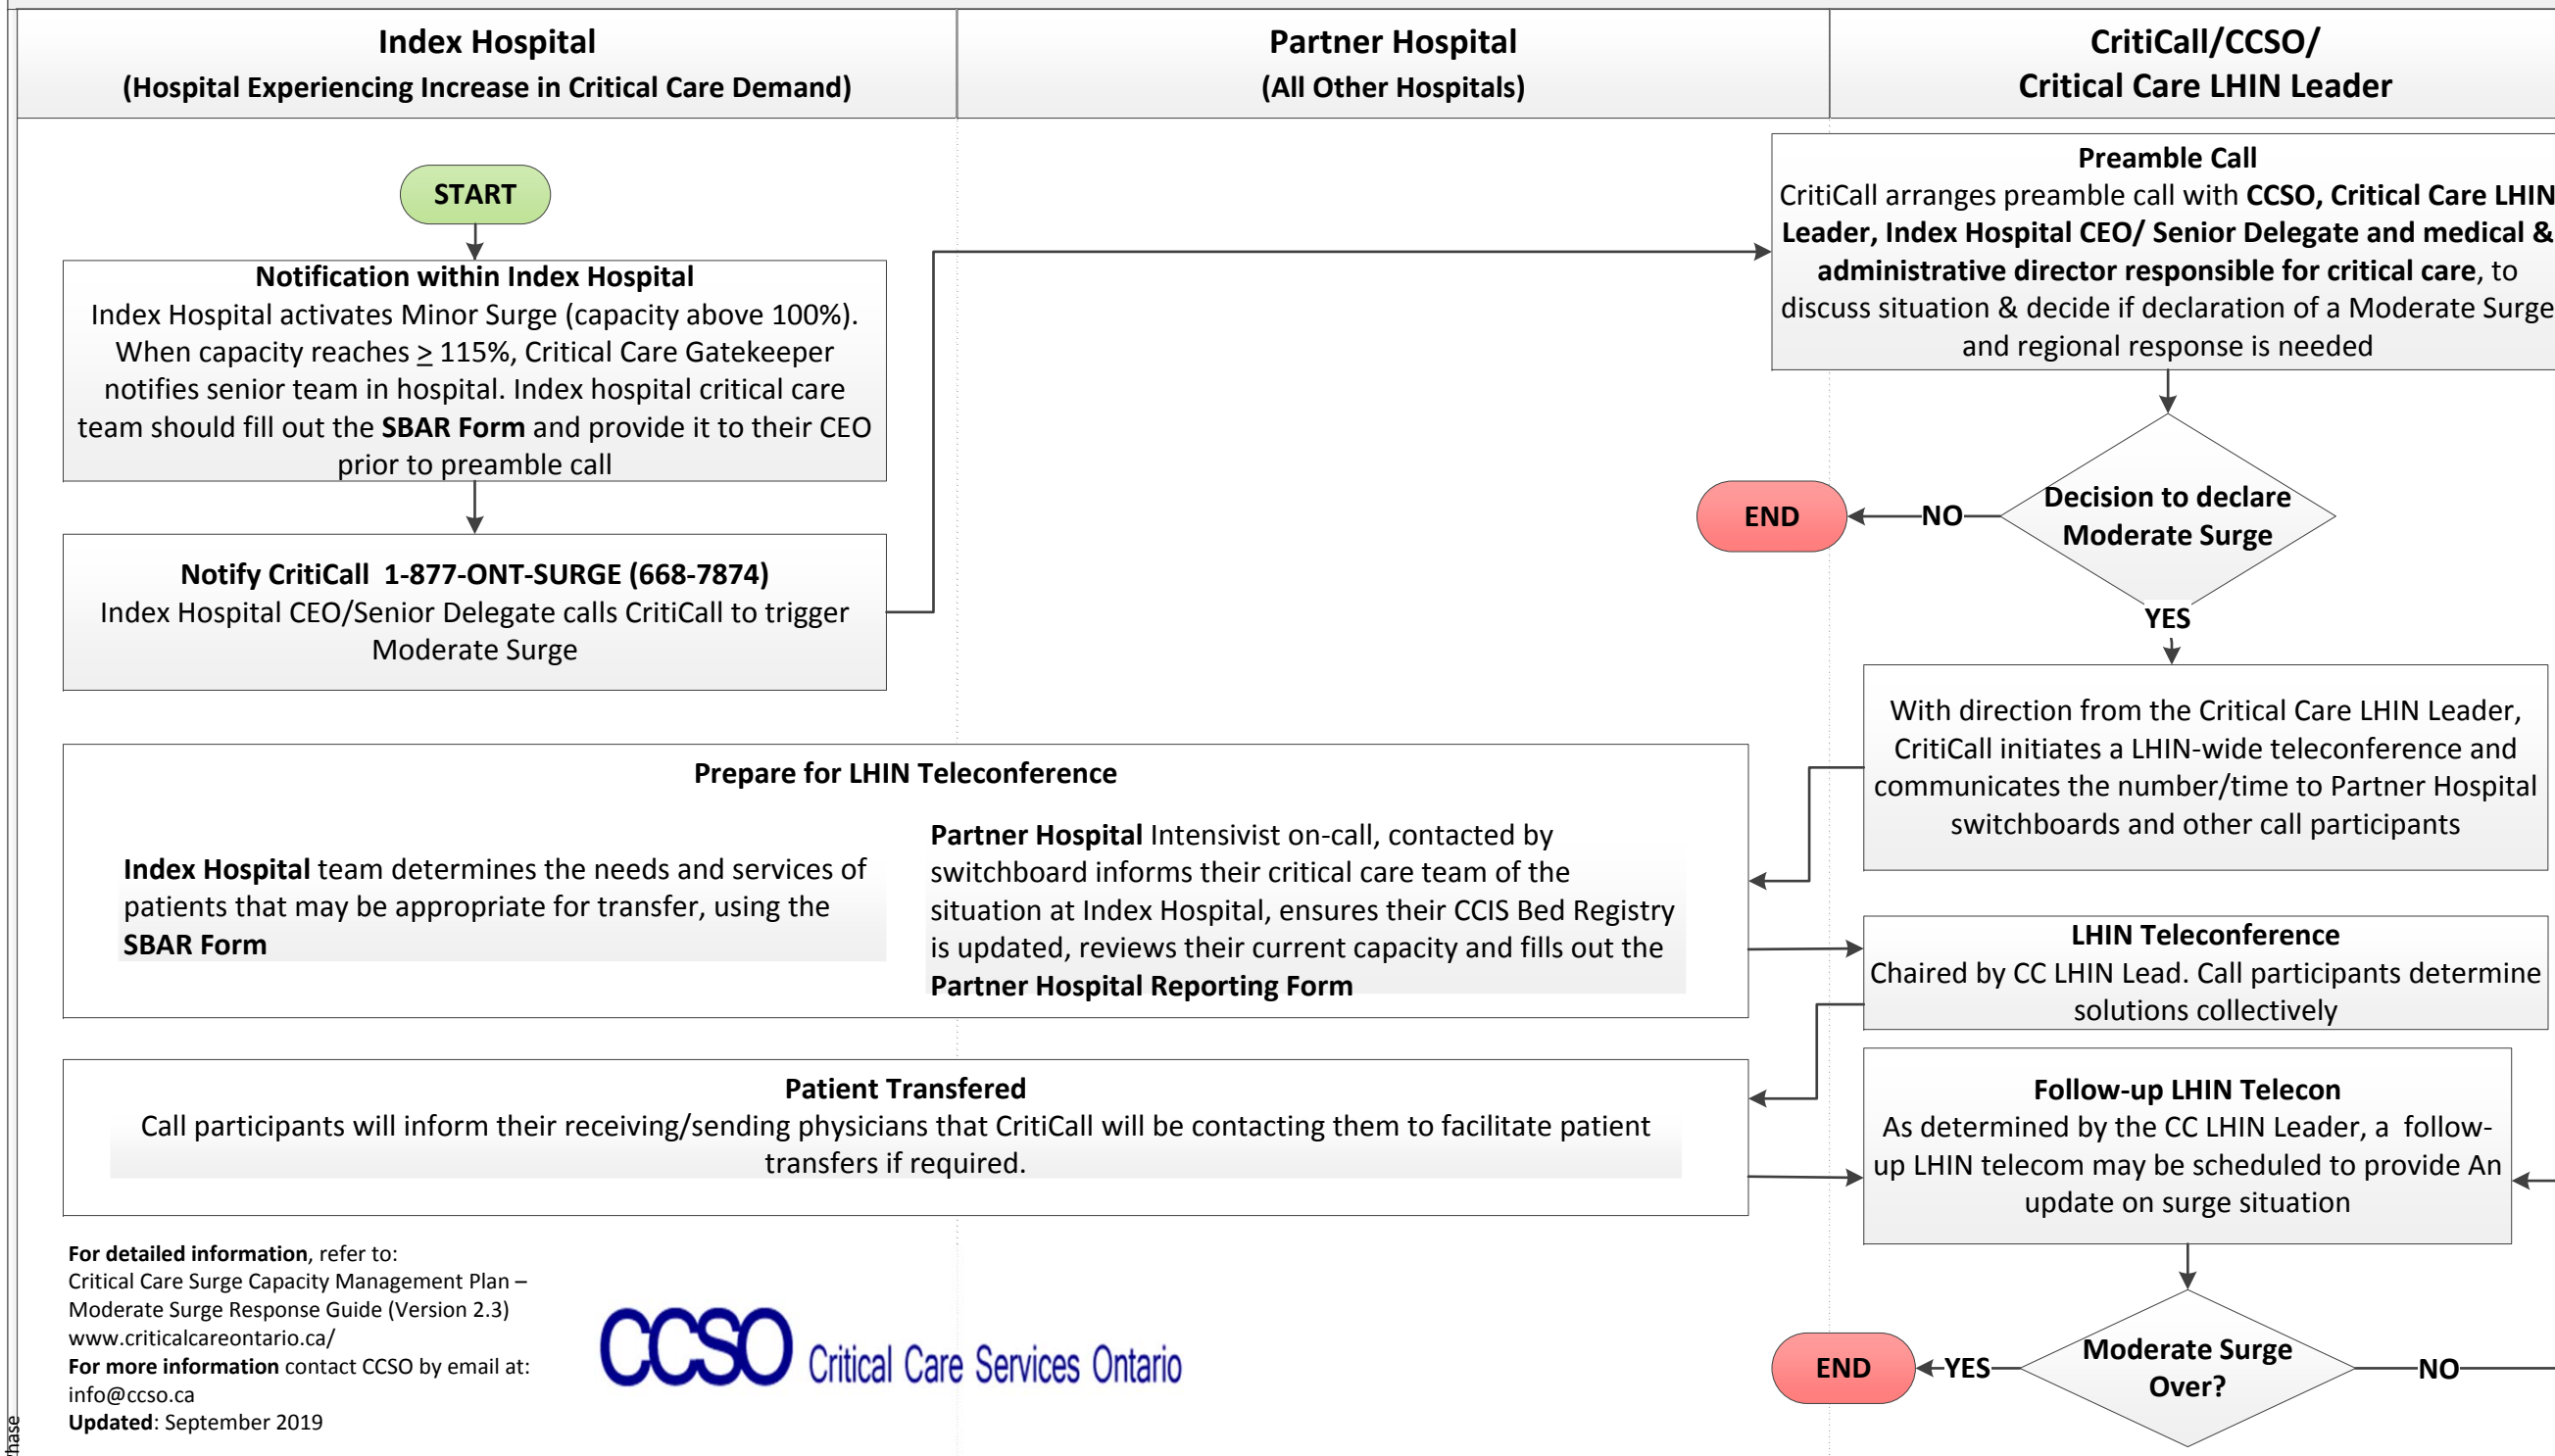 Index Hospital
(Hospital Experiencing Increase in Critical Care Demand)
Partner Hospital
(All Other Hospitals)
CritiCall/CCSO/
Critical Care LHIN Leader
START
Notification within Index Hospital
Index Hospital activates Minor Surge (capacity above 100%).
When capacity reaches ≥ 115%, Critical Care Gatekeeper
notifies senior team in hospital. Index hospital critical care
team should fill out the SBAR Form and provide it to their CEO
prior to preamble call
Notify CritiCall 1-877-ONT-SURGE (668-7874)
Index Hospital CEO/Senior Delegate calls CritiCall to trigger
Moderate Surge
Preamble Call
CritiCall arranges preamble call with CCSO, Critical Care LHIN
Leader, Index Hospital CEO/ Senior Delegate and medical &
administrative director responsible for critical care, to
discuss situation & decide if declaration of a Moderate Surge
and regional response is needed
Decision to declare
Moderate Surge
NO
END
YES
With direction from the Critical Care LHIN Leader,
CritiCall initiates a LHIN-wide teleconference and
communicates the number/time to Partner Hospital
switchboards and other call participants
Prepare for LHIN Teleconference
Index Hospital team determines the needs and services of
patients that may be appropriate for transfer, using the
SBAR Form
Partner Hospital Intensivist on-call, contacted by
switchboard informs their critical care team of the
situation at Index Hospital, ensures their CCIS Bed Registry
is updated, reviews their current capacity and fills out the
Partner Hospital Reporting Form
LHIN Teleconference
Chaired by CC LHIN Lead. Call participants determine
solutions collectively
Patient Transfered
Call participants will inform their receiving/sending physicians that CritiCall will be contacting them to facilitate patient
transfers if required.
Follow-up LHIN Telecon
As determined by the CC LHIN Leader, a follow-
up LHIN telecom may be scheduled to provide An
update on surge situation
Moderate Surge
Over?
YES
END
NO
For detailed information, refer to:
Critical Care Surge Capacity Management Plan –
Moderate Surge Response Guide (Version 2.3)
www.criticalcareontario.ca/
For more information contact CCSO by email at:
info@ccso.ca
Updated: September 2019
CCSO Critical Care Services Ontario